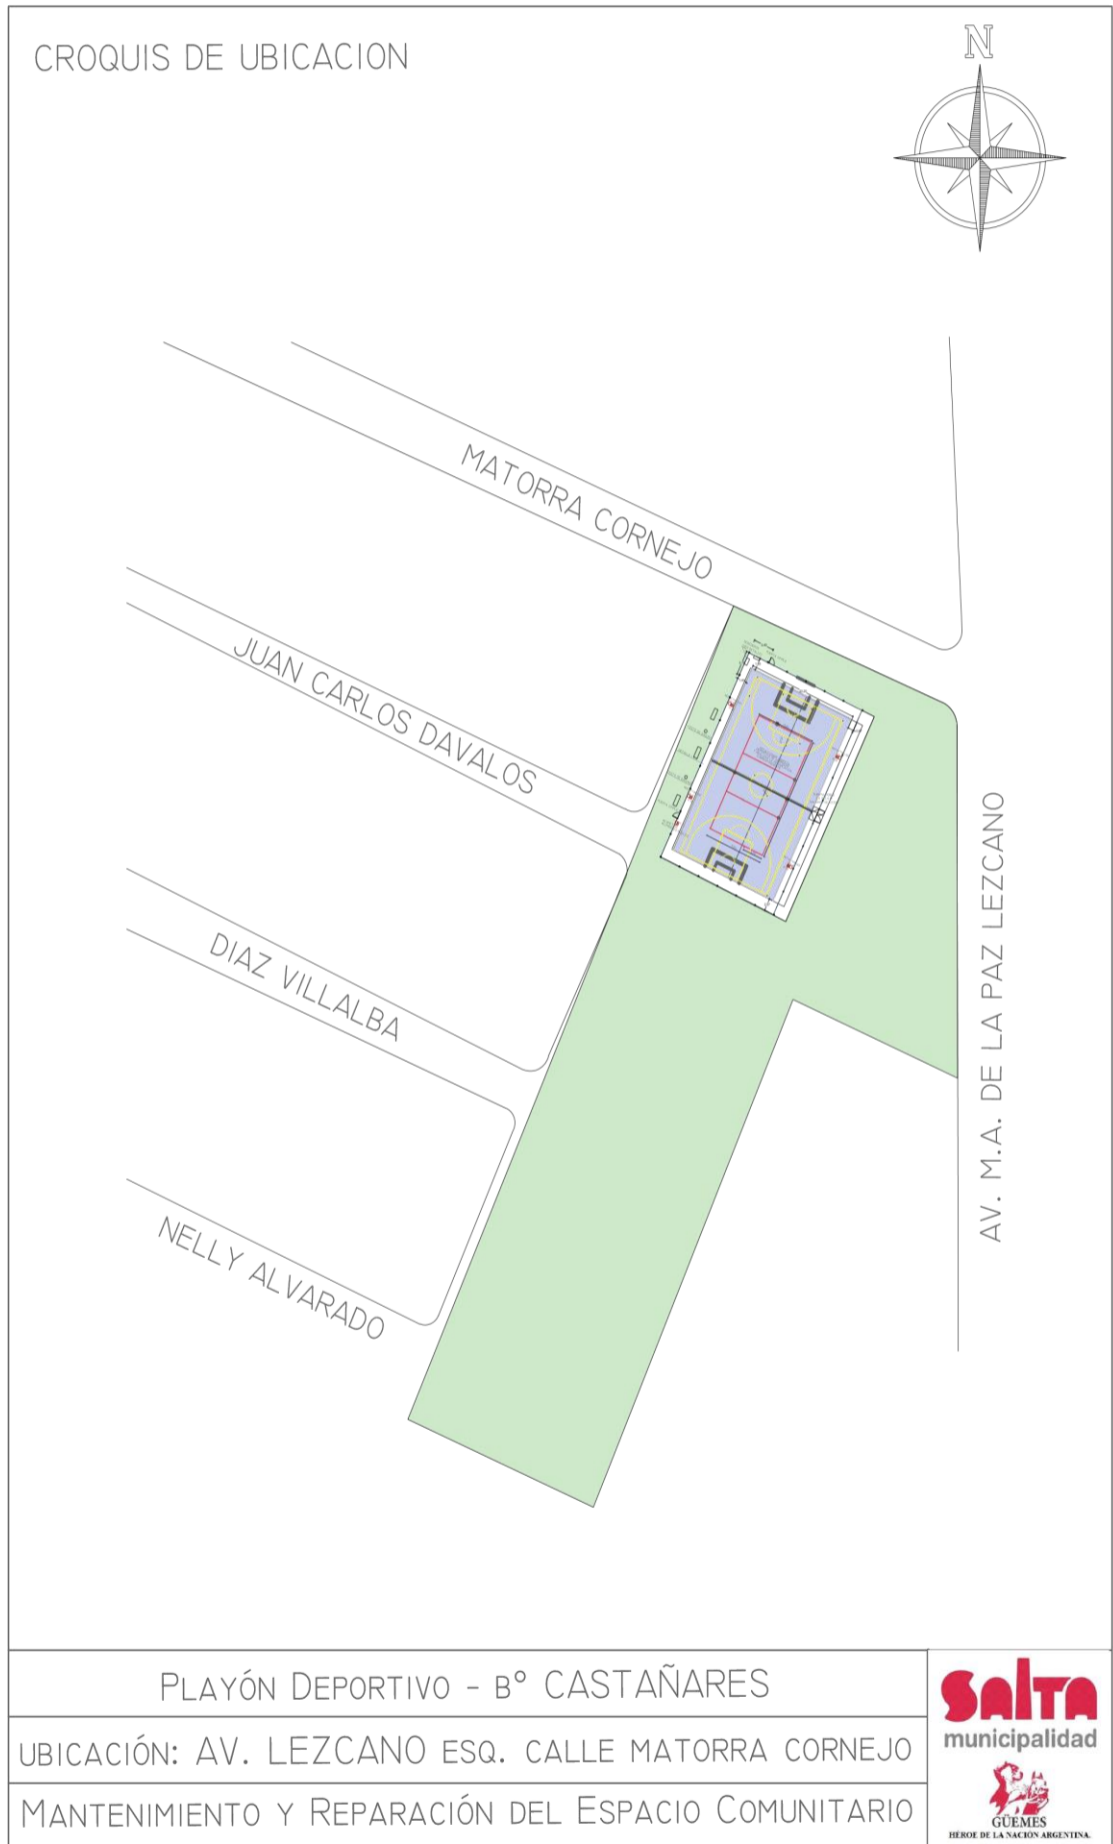 CROQUIS DE UBICACION
N
MATORRA CORNEJO
JUAN CARLOS DAVALOS
DIAZ VILLALBA
NELLY ALVARADO
AV. M.A. DE LA PAZ LEZCANO
PLAYÓN DEPORTIVO - B° CASTAÑARES
UBICACIÓN: AV. LEZCANO ESQ. CALLE MATORRA CORNEJO
MANTENIMIENTO Y REPARACIÓN DEL ESPACIO COMUNITARIO
SALTA
municipalidad
GÜEMES
HÉROE DE LA NACIÓN ARGENTINA.